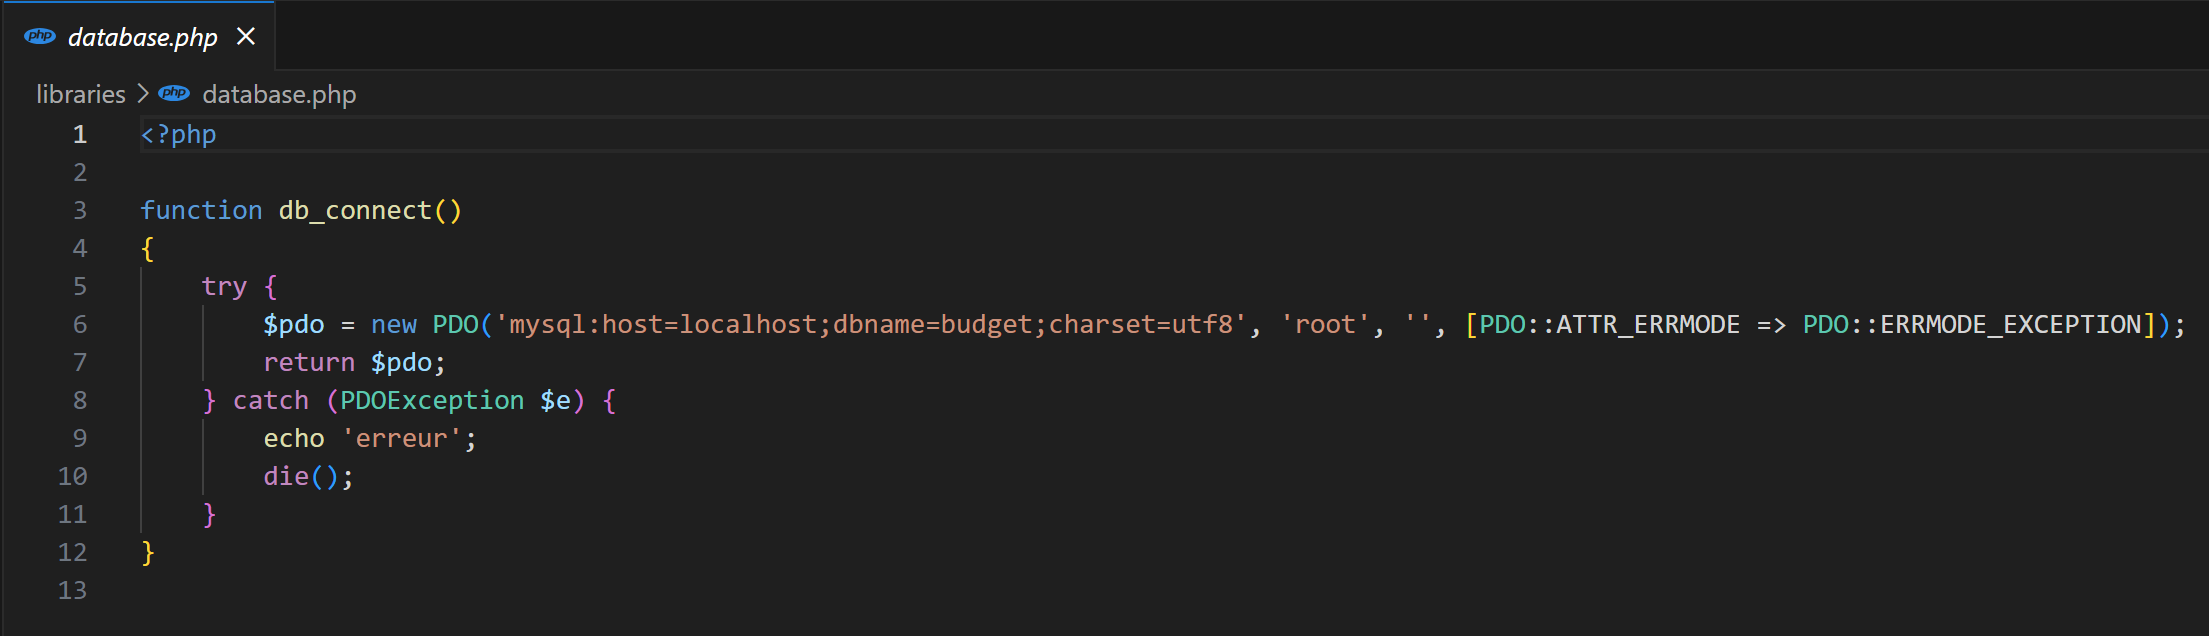 php database.php ×
libraries > php database.php
1 <?php
2
3 function db_connect()
4 {
5     try {
6         $pdo = new PDO('mysql:host=localhost;dbname=budget;charset=utf8', 'root', '', [PDO::ATTR_ERRMODE => PDO::ERRMODE_EXCEPTION]);
7         return $pdo;
8     } catch (PDOException $e) {
9         echo 'erreur';
10         die();
11     }
12 }
13